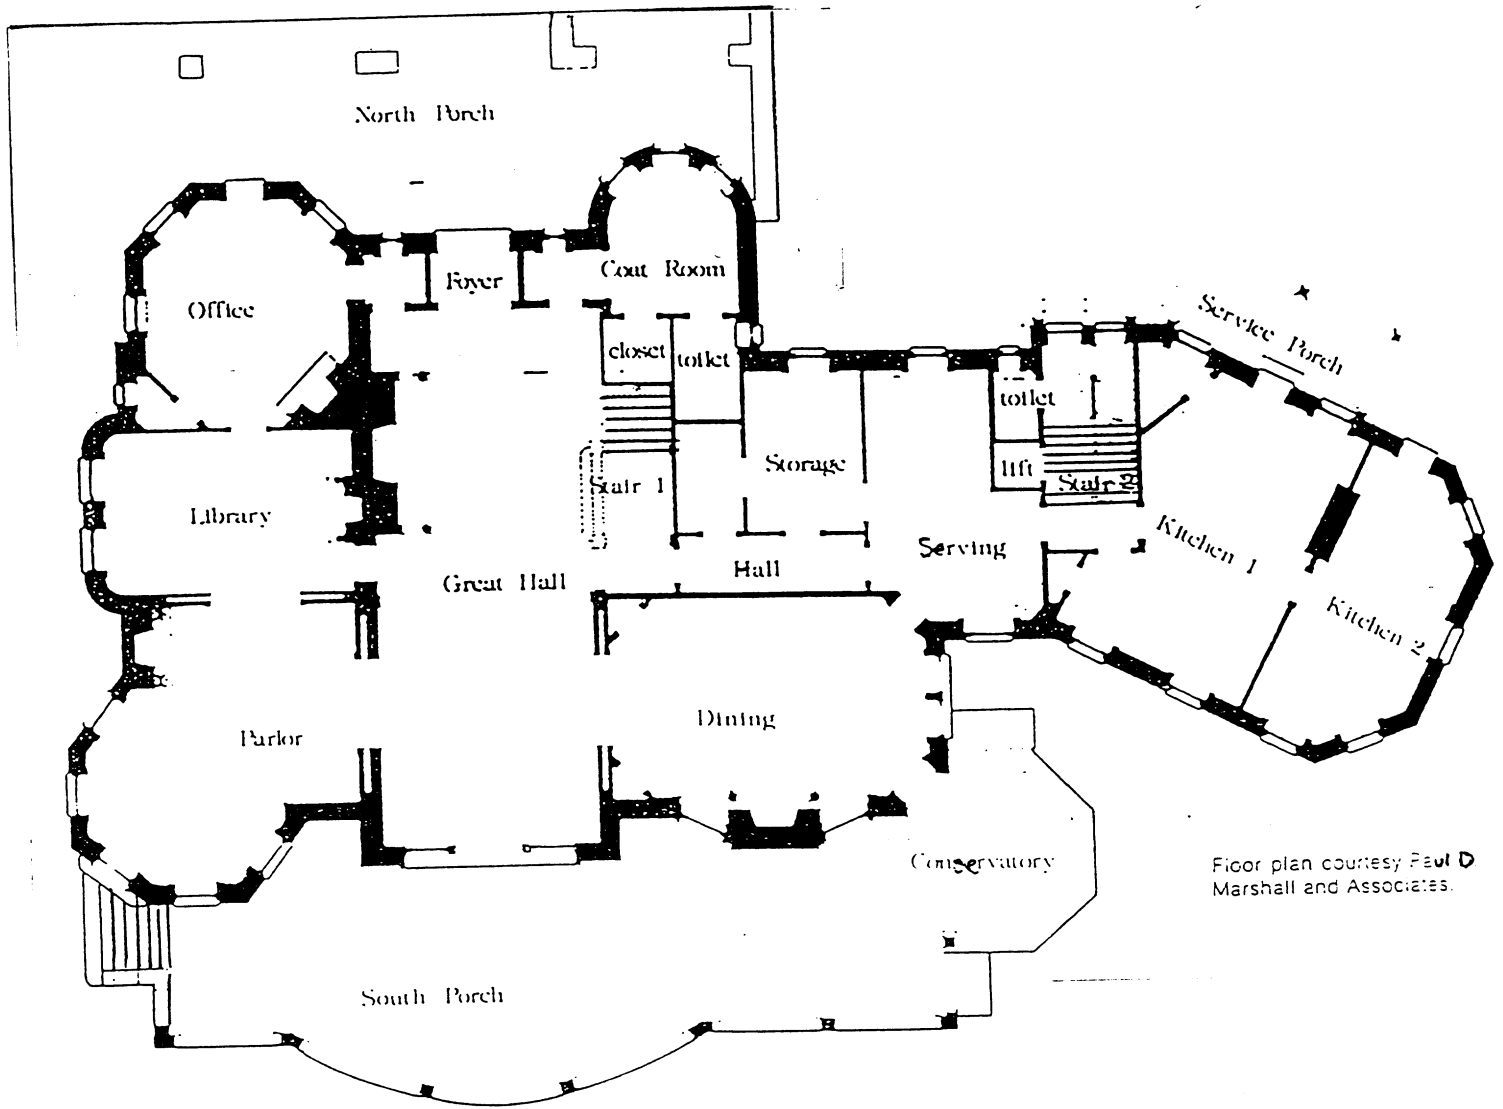 North Porch
Office
Foyer
Coat Room
closet
toilet
Service Porch
toilet
lift
Stair 2
Storage
Stair 1
Library
Great Hall
Hall
Serving
Kitchen 1
Kitchen 2
Parlor
Dining
Conservatory
Floor plan courtesy Paul D
Marshall and Associates.
South Porch